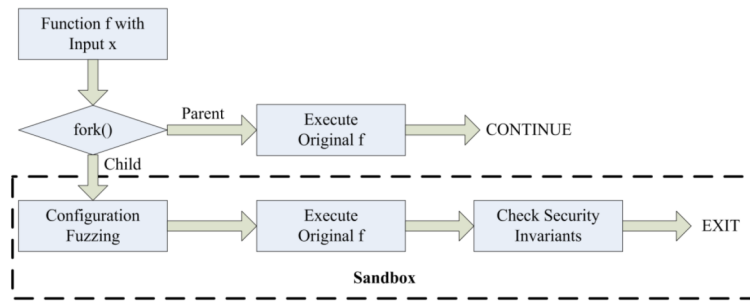 Function f with
Input x
fork()
Parent
Execute
Original f
CONTINUE
Child
Configuration
Fuzzing
Execute
Original f
Check Security
Invariants
EXIT
Sandbox